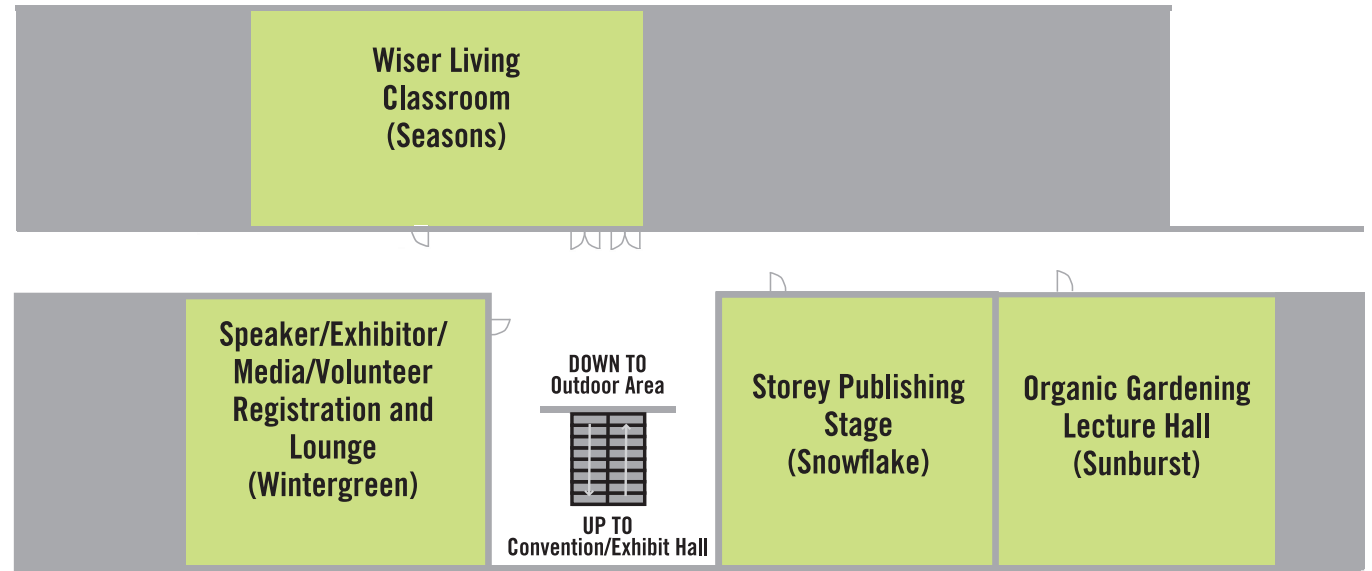 Wiser Living
Classroom
(Seasons)
Speaker/Exhibitor/
Media/Volunteer
Registration and
Lounge
(Wintergreen)
DOWN TO
Outdoor Area
UP TO
Convention/Exhibit Hall
Storey Publishing
Stage
(Snowflake)
Organic Gardening
Lecture Hall
(Sunburst)